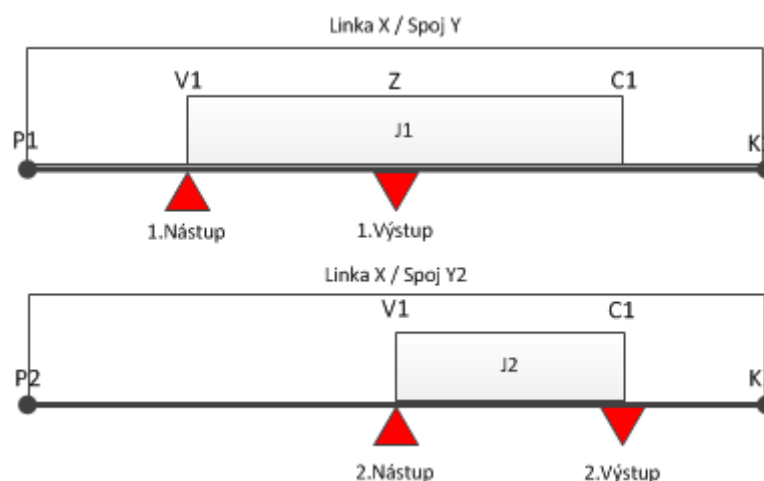 Linka X / Spoj Y
V1 Z C1
J1
P1 K
1.Nástup 1.Výstup
Linka X / Spoj Y2
V1 C1
J2
P2 K
2.Nástup 2.Výstup